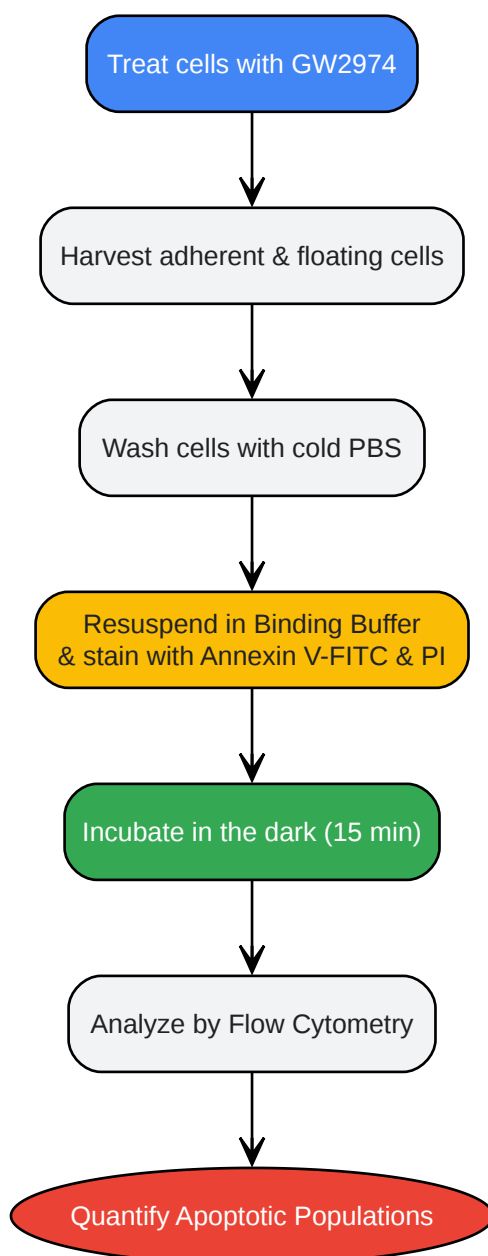 Treat cells with GW2974
Harvest adherent & floating cells
Wash cells with cold PBS
Resuspend in Binding Buffer
& stain with Annexin V-FITC & PI
Incubate in the dark (15 min)
Analyze by Flow Cytometry
Quantify Apoptotic Populations